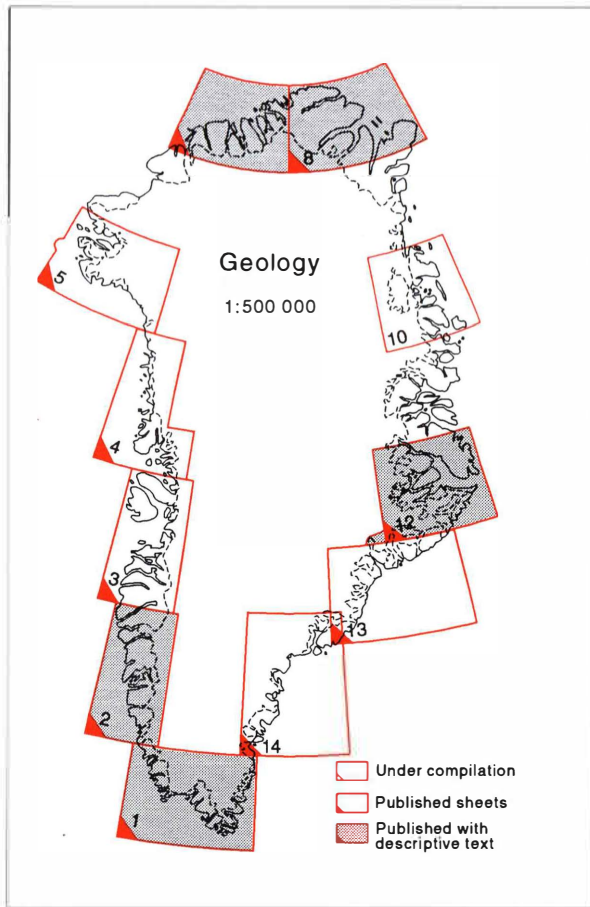 7
8
5
Geology
1:500 000
10
4
12
3
13
2
14
1
Under compilation
Published sheets
Published with
descriptive text